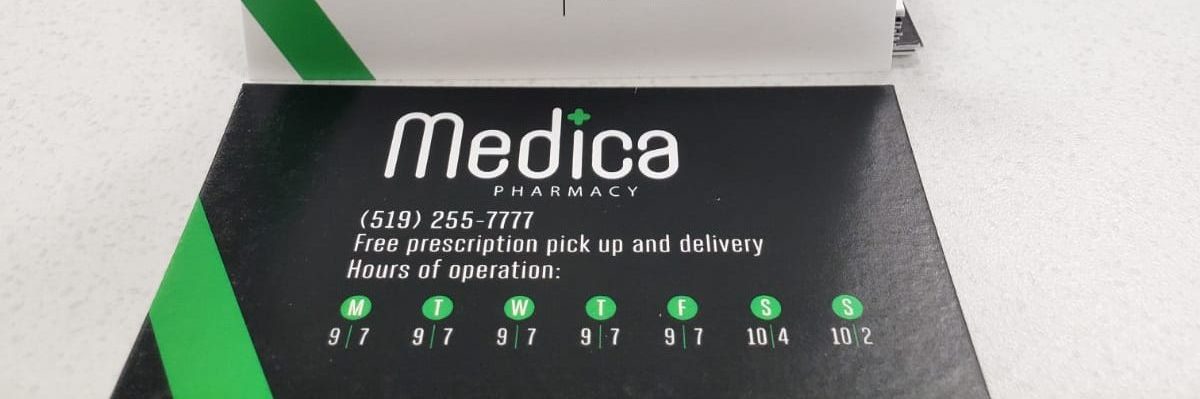 Medica
PHARMACY
(519) 255-7777
Free prescription pick up and delivery
Hours of operation:
M T W T F S S
9|7 9|7 9|7 9|7 9|7 10|4 10|2